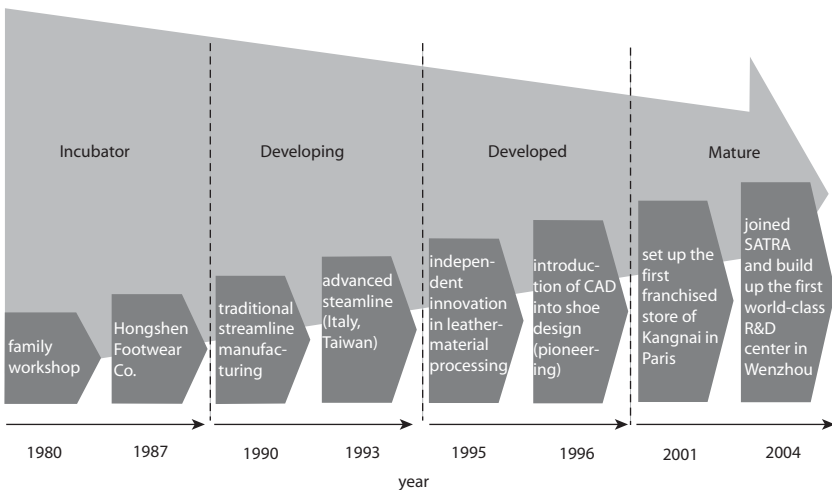 Incubator
Developing
Developed
Mature
family
workshop
Hongshen
Footwear
Co.
traditional
streamline
manufac-
turing
advanced
steamline
(Italy,
Taiwan)
indepen-
dent
innovation
in leather-
material
processing
introduc-
tion of CAD
into shoe
design
(pioneer-
ing)
set up the
first
franchised
store of
Kangnai in
Paris
joined
SATRA
and build
up the first
world-class
R&D
center in
Wenzhou
1980
1987
1990
1993
1995
1996
2001
2004
year